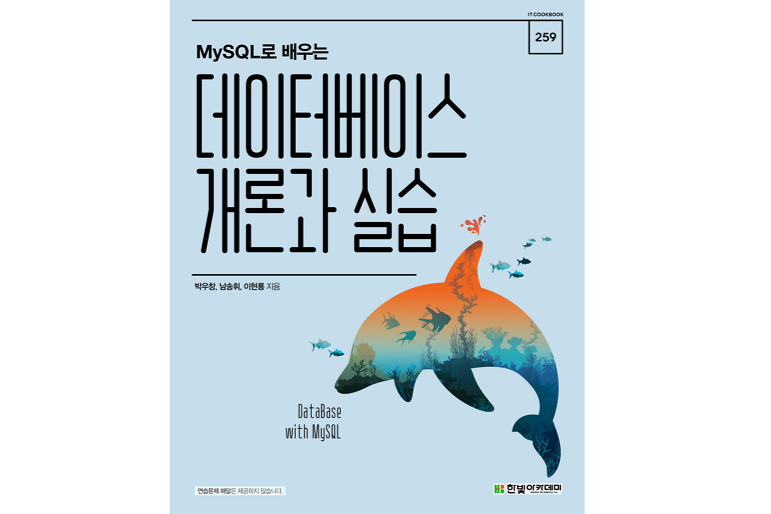 IT COOKBOOK
259
MySQL로 배우는
데이터베이스
개론과 실습
박우창, 남송휘, 이현룡 지음
DataBase
with MySQL
연습문제 해답은 제공하지 않습니다.
한빛아카데미